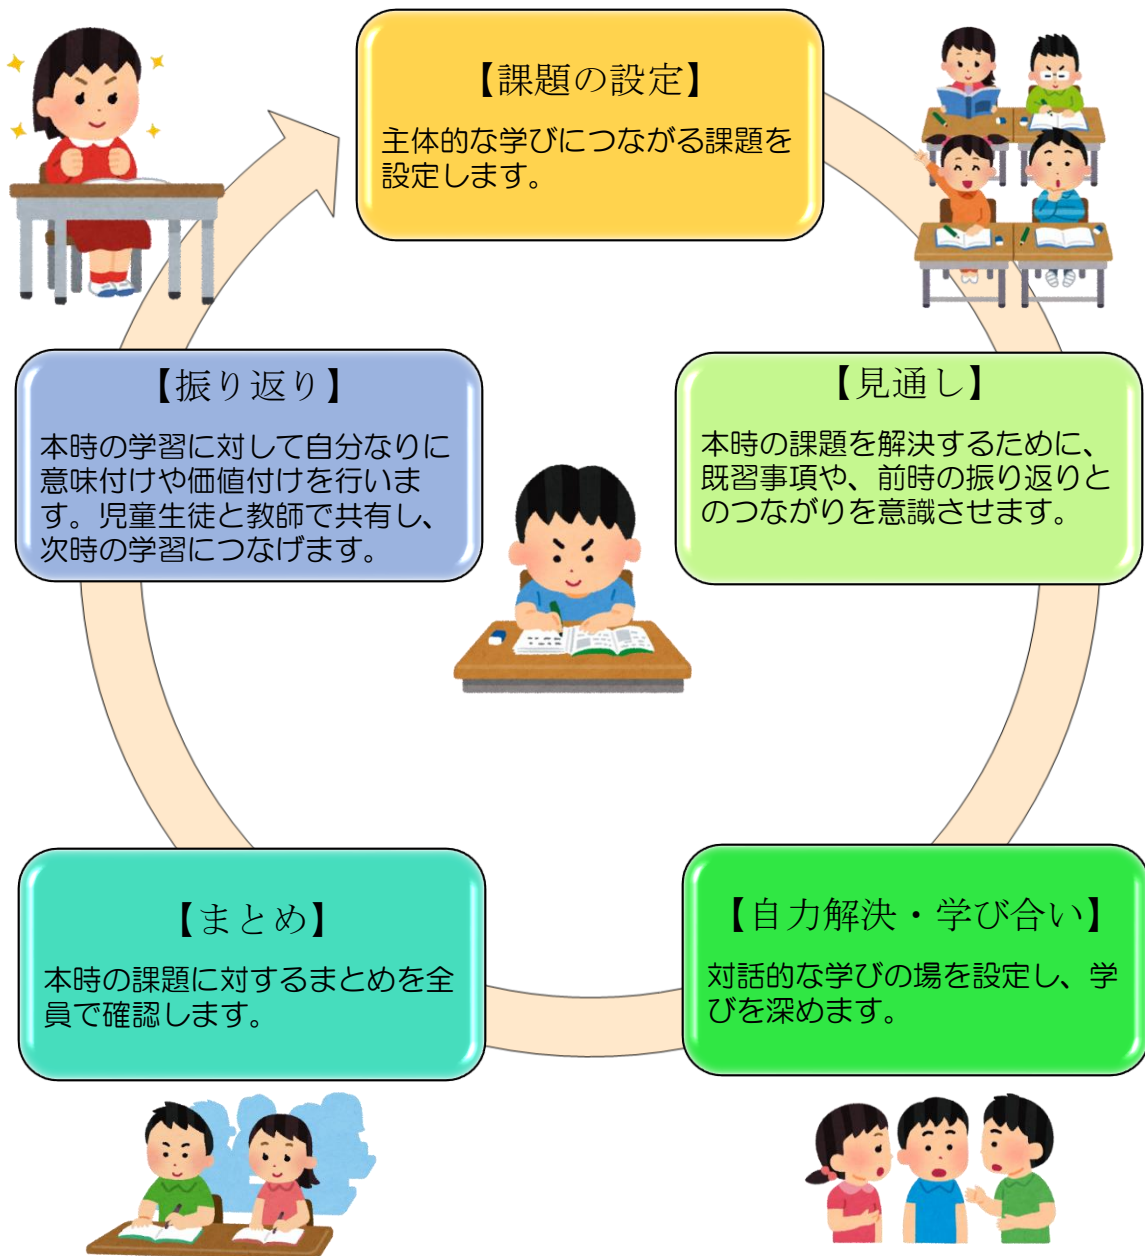 【課題の設定】
主体的な学びにつながる課題を
設定します。
【見通し】
本時の課題を解決するために、
既習事項や、前時の振り返りと
のつながりを意識させます。
【自力解決・学び合い】
対話的な学びの場を設定し、学
びを深めます。
【まとめ】
本時の課題に対するまとめを全
員で確認します。
【振り返り】
本時の学習に対して自分なりに
意味付けや価値付けを行いま
す。児童生徒と教師で共有し、
次時の学習につなげます。